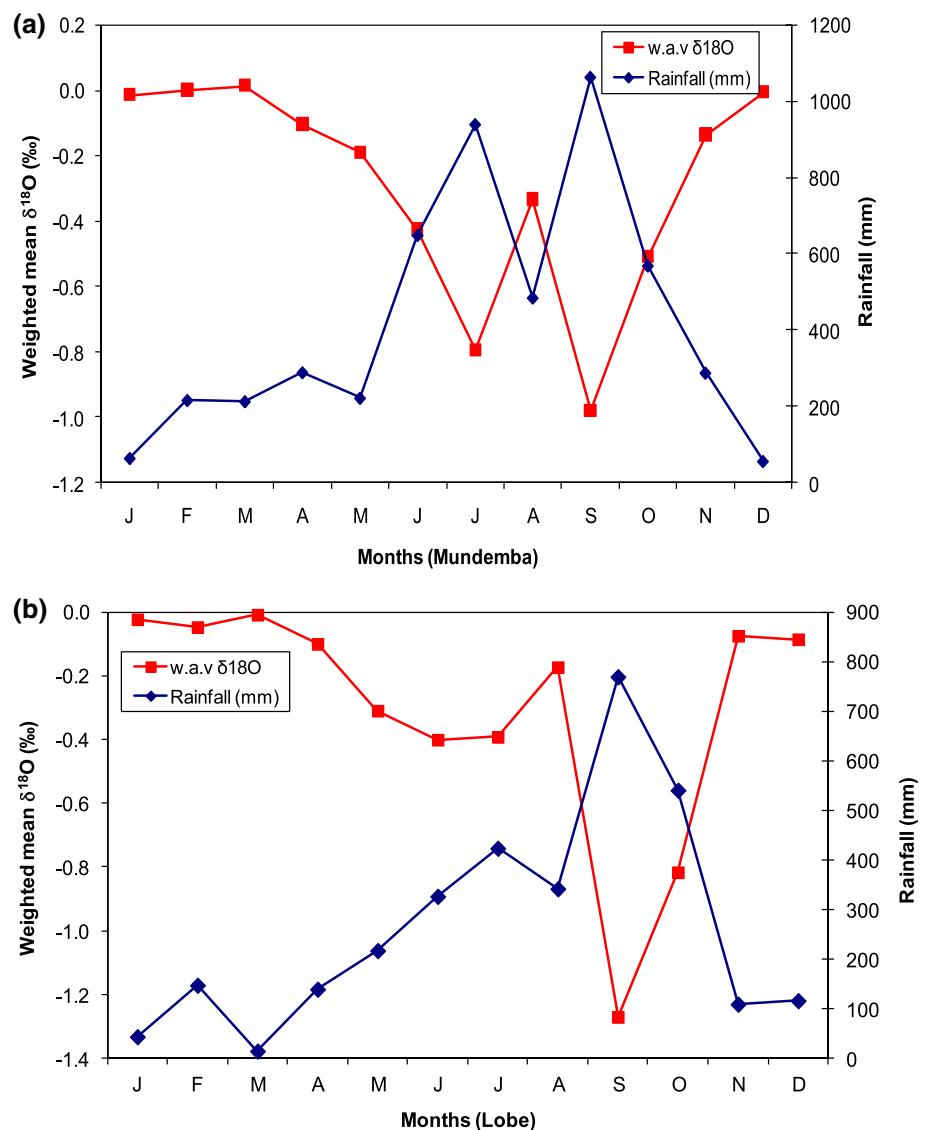 (a)
0.2
0.0
-0.2
-0.4
-0.6
-0.8
-1.0
-1.2
Weighted mean δ¹⁸O (‰)
w.a.v δ18O
Rainfall (mm)
1200
1000
800
600
400
200
0
Rainfall (mm)
J F M A M J J A S O N D
Months (Mundemba)
(b)
0.0
-0.2
-0.4
-0.6
-0.8
-1.0
-1.2
-1.4
Weighted mean δ¹⁸O (‰)
w.a.v δ18O
Rainfall (mm)
900
800
700
600
500
400
300
200
100
0
Rainfall (mm)
J F M A M J J A S O N D
Months (Lobe)